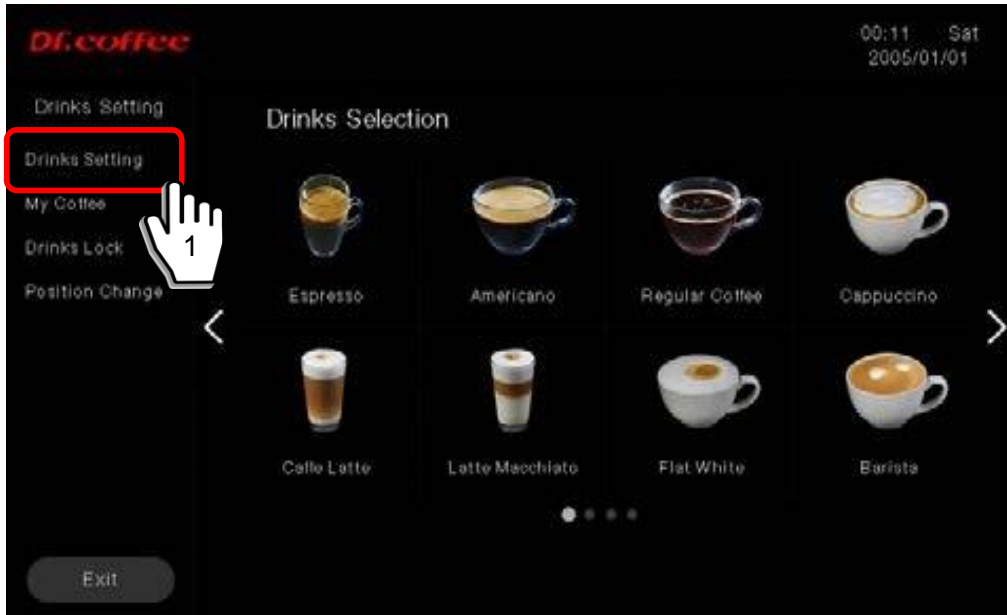 Dr.coffee
00:11 Sat
2005/01/01
Drinks Setting
Drinks Setting
My Coffee
Drinks Lock
Position Change
1
Drinks Selection
Espresso
Americano
Regular Coffee
Cappuccino
Caffe Latte
Latte Macchiato
Flat White
Barista
Exit